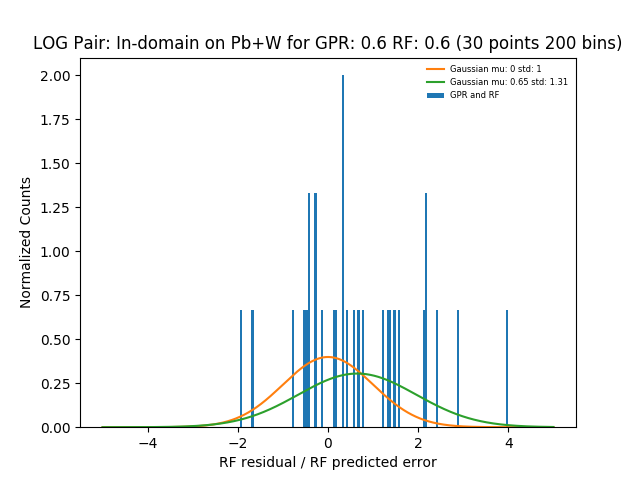 LOG Pair: In-domain on Pb+W for GPR: 0.6 RF: 0.6 (30 points 200 bins)
Gaussian mu: 0 std: 1
Gaussian mu: 0.65 std: 1.31
GPR and RF
Normalized Counts
2.00
1.75
1.50
1.25
1.00
0.75
0.50
0.25
0.00
−4
−2
0
2
4
RF residual / RF predicted error